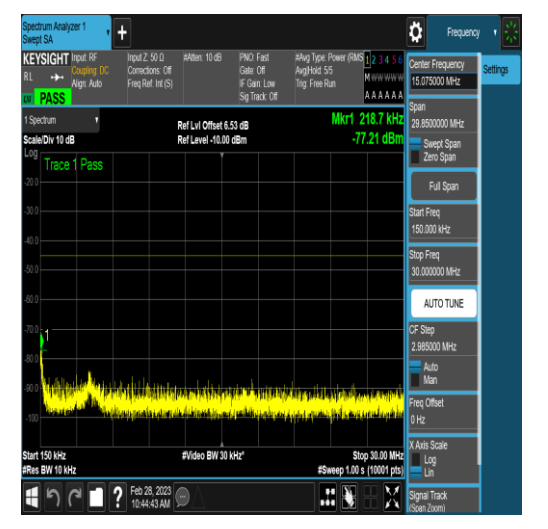 Spectrum Analyzer 1
Swept SA
Frequency
KEYSIGHT
RL
PASS
Input: RF
Coupling: DC
Align: Auto
Input Z: 50 Ω
Corrections: Off
Freq Ref: Int (S)
#Atten: 10 dB
PNO: Fast
Gate: Off
IF Gain: Low
Sig Track: Off
#Avg Type: Power (RMS
Avg|Hold: 5/5
Trig: Free Run
1 2 3 4 5 6
M W W W W W
A A A A A A
1 Spectrum
Scale/Div 10 dB
Ref Lvl Offset 6.53 dB
Ref Level -10.00 dBm
Mkr1 218.7 kHz
-77.21 dBm
Log
Trace 1 Pass
-20.0
-30.0
-40.0
-50.0
-60.0
-70.0
-80.0
-90.0
-100
1
Start 150 kHz
#Res BW 10 kHz
#Video BW 30 kHz*
Stop 30.00 MHz
#Sweep 1.00 s (10001 pts)
Feb 28, 2023
10:44:43 AM
Center Frequency
15.075000 MHz
Settings
Span
29.8500000 MHz
Swept Span
Zero Span
Full Span
Start Freq
150.000 kHz
Stop Freq
30.000000 MHz
AUTO TUNE
CF Step
2.985000 MHz
Auto
Man
Freq Offset
0 Hz
X Axis Scale
Log
Lin
Signal Track
(Span Zoom)